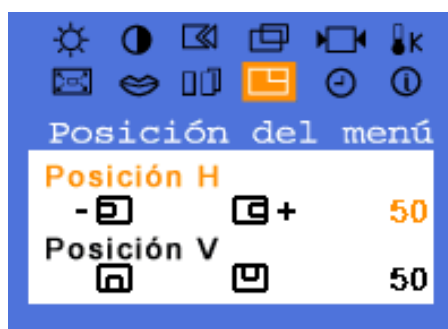 K
Posición del menú
Posición H
- + 50
Posición V
50